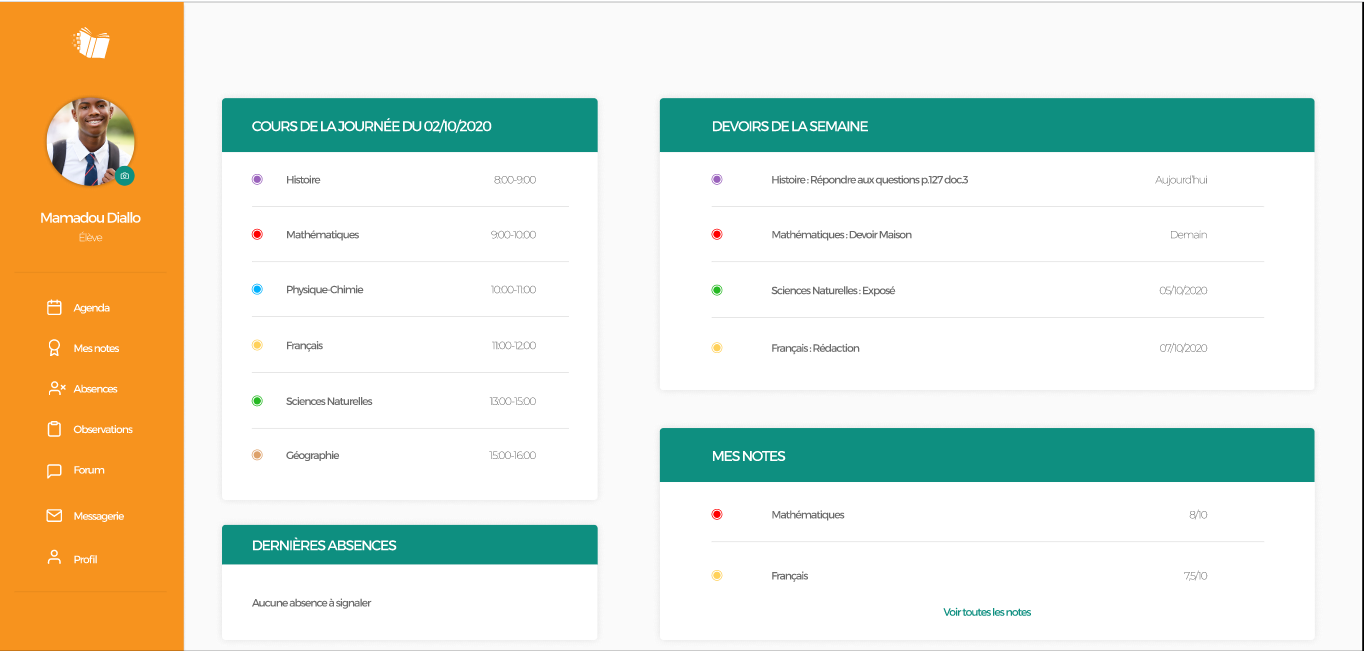 Mamadou Diallo
Élève
Agenda
Mes notes
Absences
Observations
Forum
Messagerie
Profil
COURS DE LA JOURNÉE DU 02/10/2020
Histoire 8:00-9:00
Mathématiques 9:00-10:00
Physique-Chimie 10:00-11:00
Français 11:00-12:00
Sciences Naturelles 13:00-15:00
Géographie 15:00-16:00
DERNIÈRES ABSENCES
Aucune absence à signaler
DEVOIRS DE LA SEMAINE
Histoire : Répondre aux questions p.127 doc.3 Aujourd'hui
Mathématiques : Devoir Maison Demain
Sciences Naturelles : Exposé 05/10/2020
Français : Rédaction 07/10/2020
MES NOTES
Mathématiques 8/10
Français 7,5/10
Voir toutes les notes